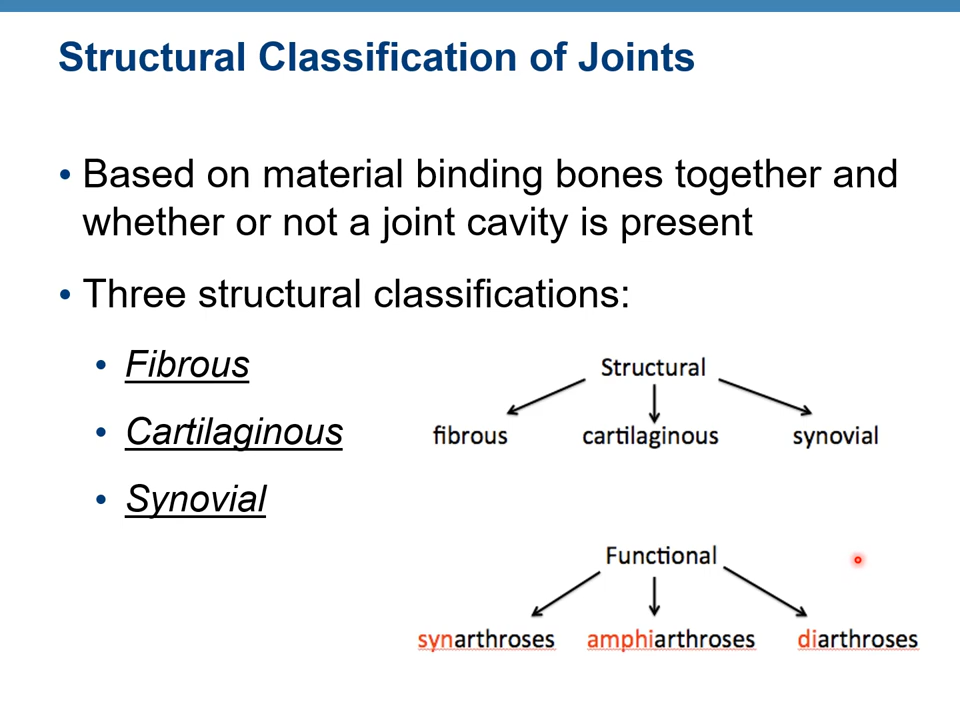 Structural Classification of Joints
• Based on material binding bones together and
whether or not a joint cavity is present
• Three structural classifications:
• Fibrous
• Cartilaginous
• Synovial
Structural
fibrous cartilaginous synovial
Functional
synarthroses amphiarthroses diarthroses